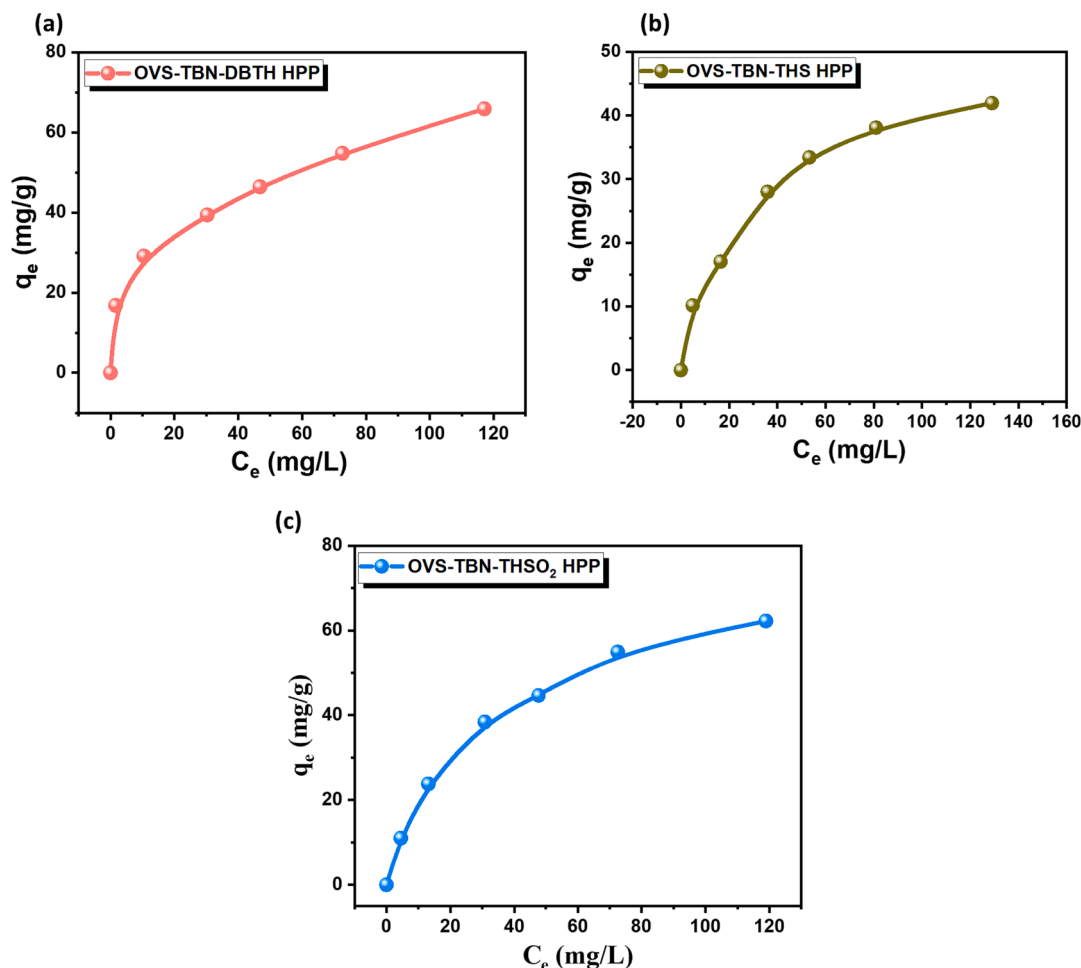 (a)
OVS-TBN-DBTH HPP
80
60
40
20
0
qe (mg/g)
0 20 40 60 80 100 120
Ce (mg/L)
(b)
OVS-TBN-THS HPP
50
40
30
20
10
0
qe (mg/g)
-20 0 20 40 60 80 100 120 140 160
Ce (mg/L)
(c)
OVS-TBN-THSO2 HPP
80
60
40
20
0
qe (mg/g)
0 20 40 60 80 100 120
Ce (mg/L)